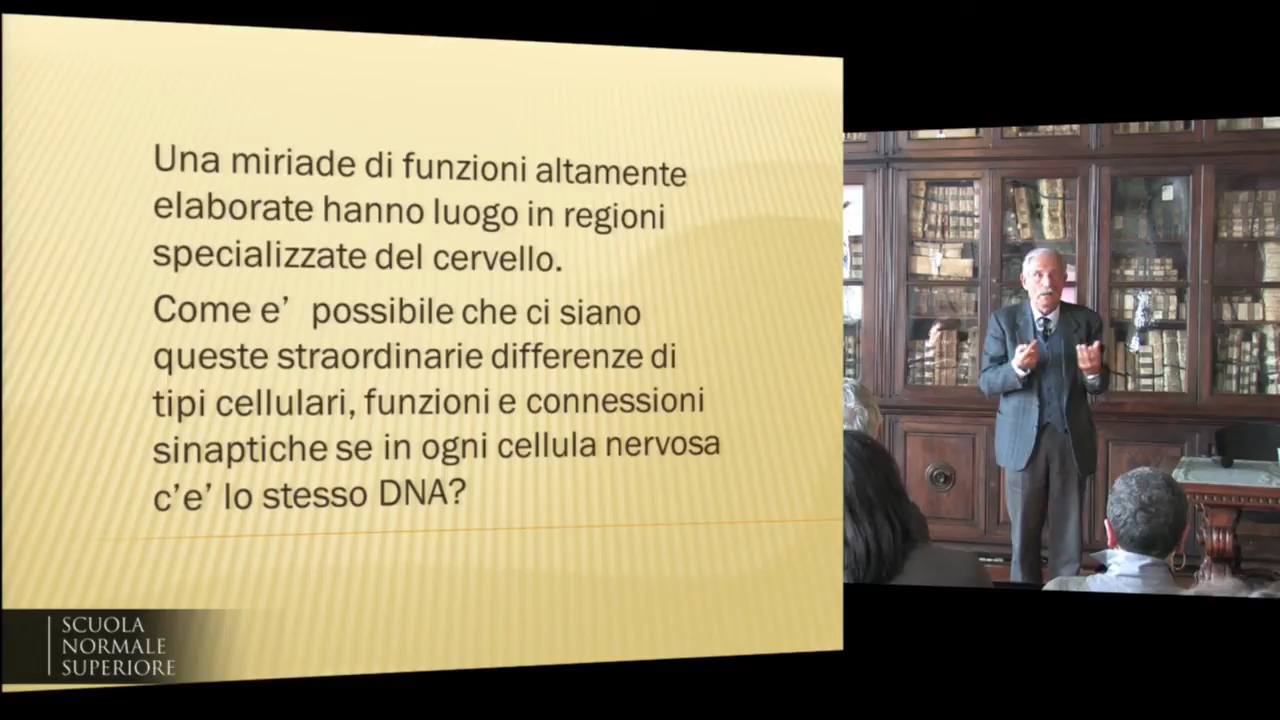 Una miriade di funzioni altamente
elaborate hanno luogo in regioni
specializzate del cervello.
Come e’ possibile che ci siano
queste straordinarie differenze di
tipi cellulari, funzioni e connessioni
sinaptiche se in ogni cellula nervosa
c’e’ lo stesso DNA?
SCUOLA
NORMALE
SUPERIORE